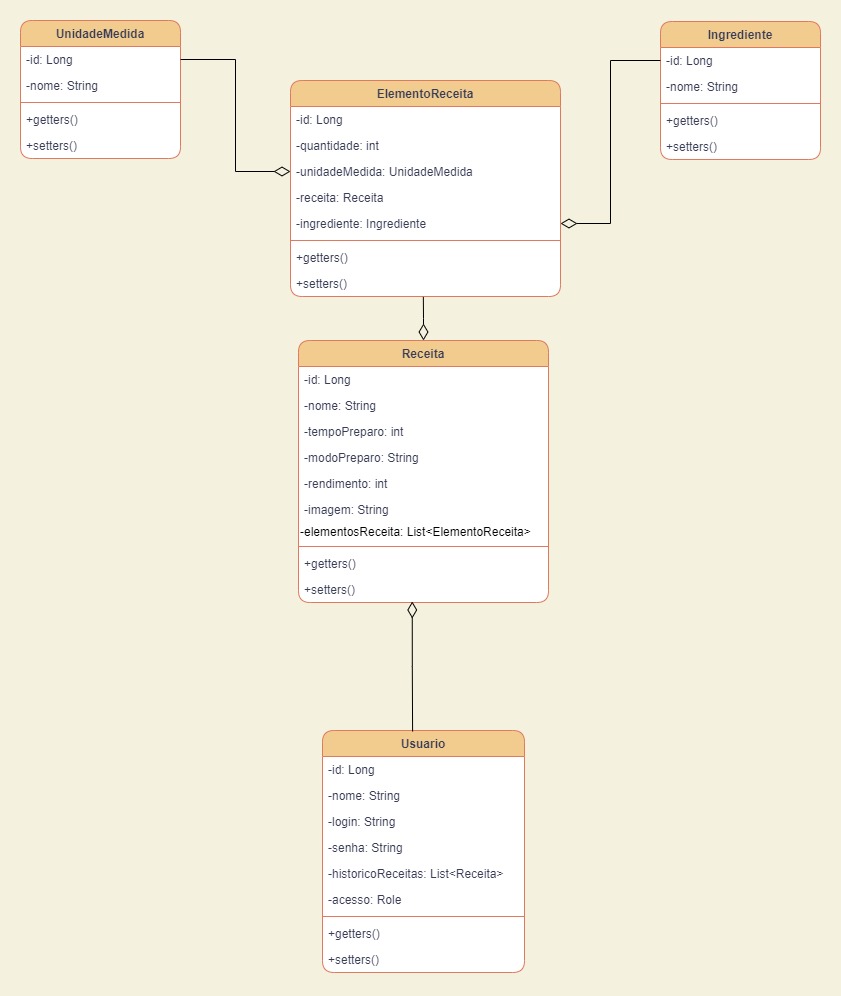 UnidadeMedida
-id: Long
-nome: String
+getters()
+setters()
Ingrediente
-id: Long
-nome: String
+getters()
+setters()
ElementoReceita
-id: Long
-quantidade: int
-unidadeMedida: UnidadeMedida
-receita: Receita
-ingrediente: Ingrediente
+getters()
+setters()
Receita
-id: Long
-nome: String
-tempoPreparo: int
-modoPreparo: String
-rendimento: int
-imagem: String
-elementosReceita: List<ElementoReceita>
+getters()
+setters()
Usuario
-id: Long
-nome: String
-login: String
-senha: String
-historicoReceitas: List<Receita>
-acesso: Role
+getters()
+setters()